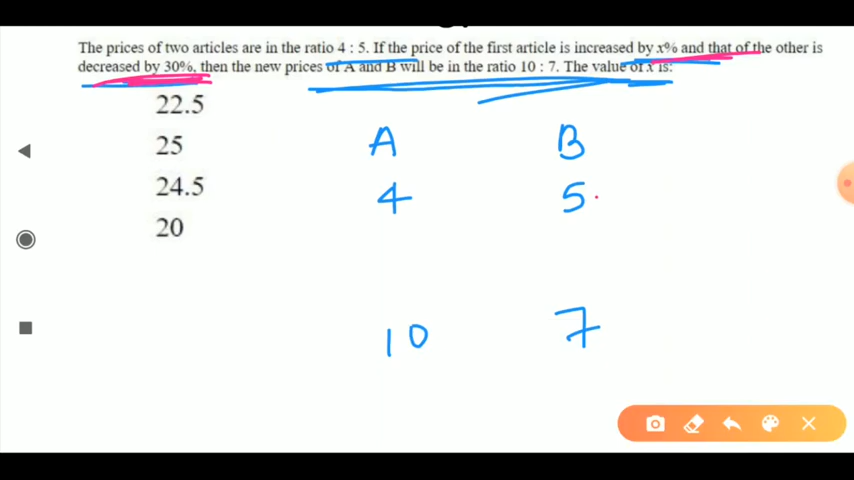 The prices of two articles are in the ratio 4 : 5. If the price of the first article is increased by x% and that of the other is
decreased by 30%, then the new prices of A and B will be in the ratio 10 : 7. The value of x is:
22.5
25
24.5
20
A B
4 5
10 7